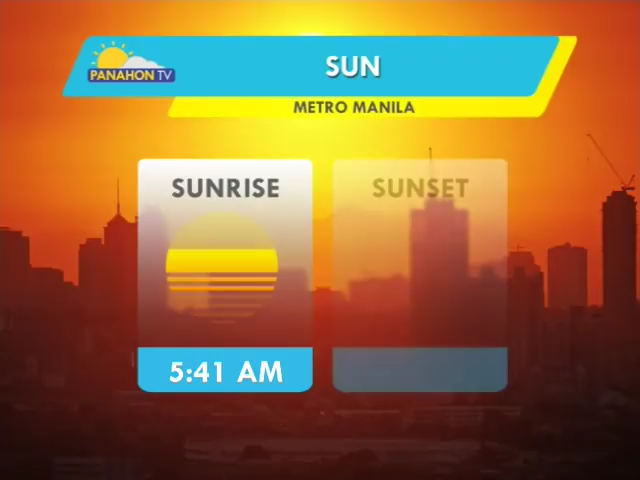 PANAHON TV
SUN
METRO MANILA
SUNRISE
SUNSET
5:41 AM